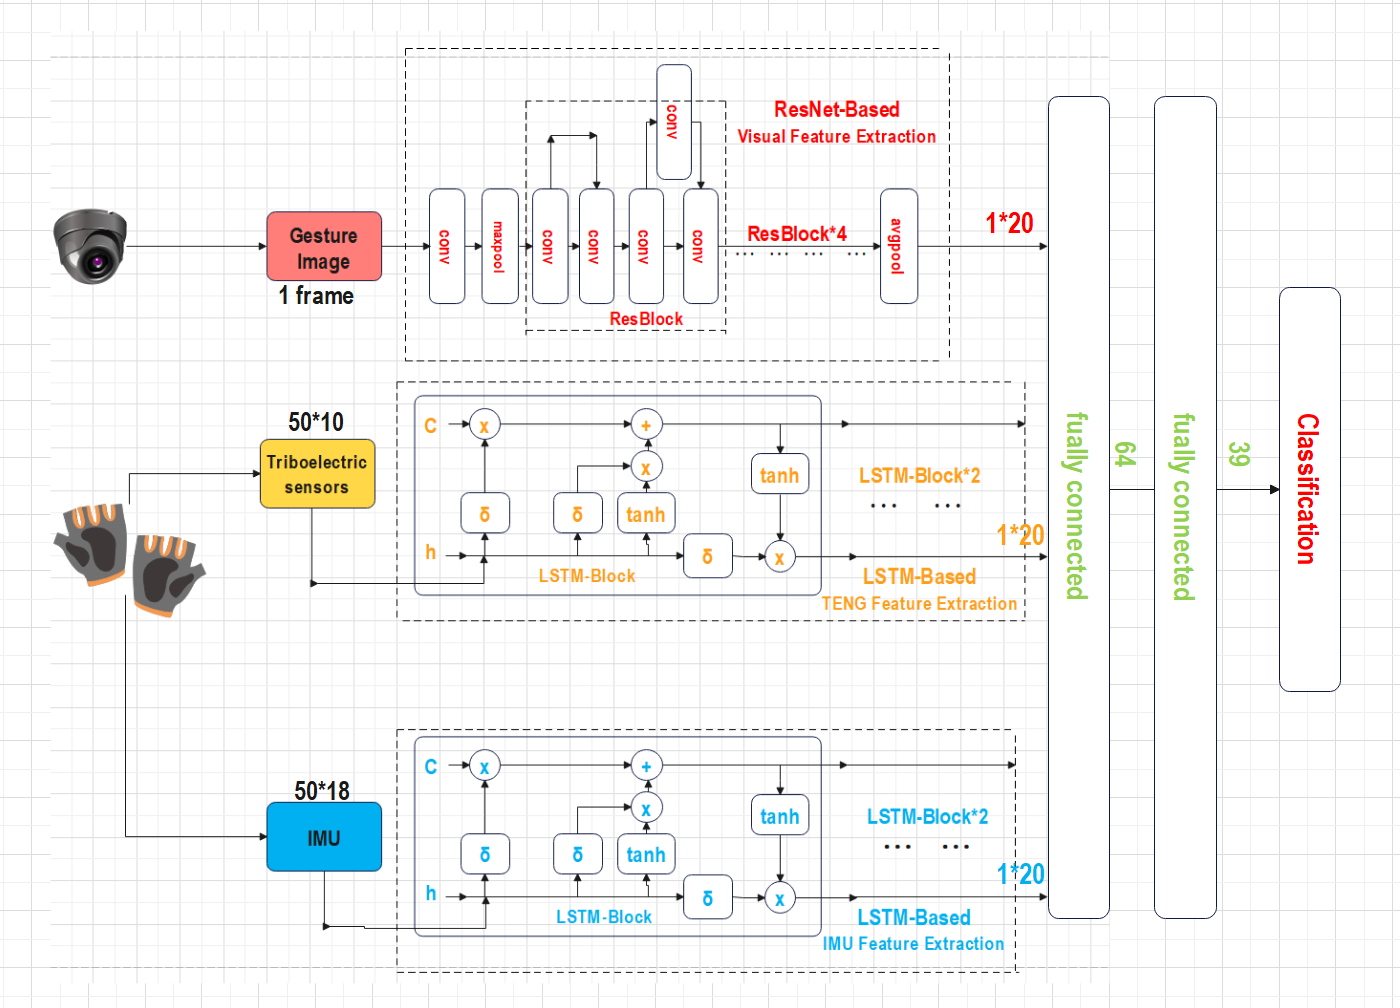 ResNet-Based
Visual Feature Extraction
Gesture
Image
1 frame
conv
maxpool
conv
conv
conv
conv
conv
ResBlock
ResBlock*4
... ... ... ...
avgpool
1*20
50*10
Triboelectric
sensors
C
x
+
x
tanh
δ
δ
tanh
h
δ
x
LSTM-Block
LSTM-Block*2
... ...
1*20
LSTM-Based
TENG Feature Extraction
50*18
IMU
C
x
+
x
tanh
δ
δ
tanh
h
δ
x
LSTM-Block
LSTM-Block*2
... ...
1*20
LSTM-Based
IMU Feature Extraction
fually connected
64
fually connected
39
Classification